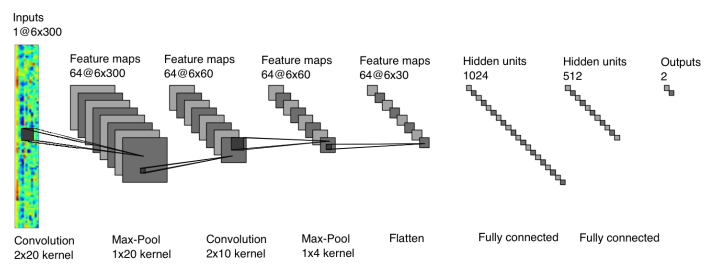 Inputs
1@6x300
Feature maps
64@6x300
Feature maps
64@6x60
Feature maps
64@6x60
Feature maps
64@6x30
Hidden units
1024
Hidden units
512
Outputs
2
Convolution
2x20 kernel
Max-Pool
1x20 kernel
Convolution
2x10 kernel
Max-Pool
1x4 kernel
Flatten
Fully connected
Fully connected